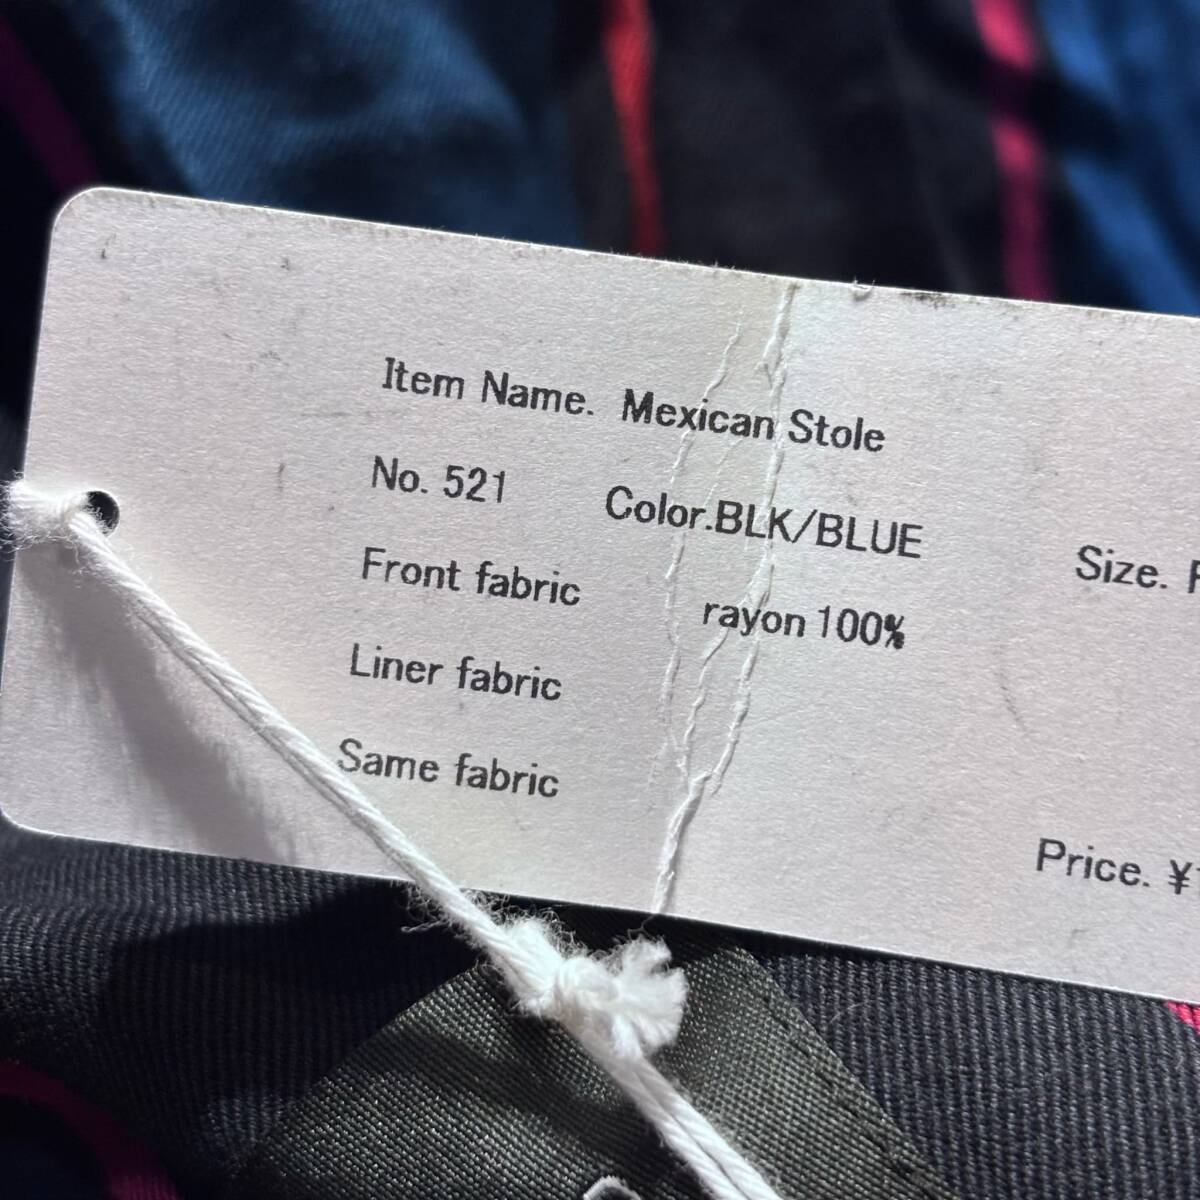 Item Name. Mexican Stole
No. 521 Color.BLK/BLUE Size.
Front fabric rayon 100%
Liner fabric
Same fabric
Price. ¥